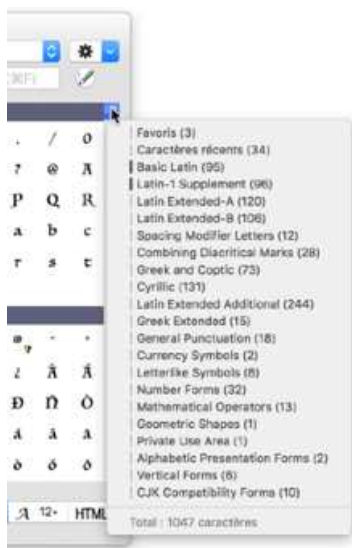 . / 0
? @ A
P Q R
a b c
r s t
Favoris (3)
Caractères récents (34)
Basic Latin (95)
Latin-1 Supplement (96)
Latin Extended-A (120)
Latin Extended-B (106)
Spacing Modifier Letters (12)
Combining Diacritical Marks (28)
Greek and Coptic (73)
Cyrillic (131)
Latin Extended Additional (244)
Greek Extended (15)
General Punctuation (18)
Currency Symbols (2)
Letterlike Symbols (8)
Number Forms (32)
Mathematical Operators (13)
Geometric Shapes (1)
Private Use Area (1)
Alphabetic Presentation Forms (2)
Vertical Forms (6)
CJK Compatibility Forms (10)
Total : 1047 caractères
A 12+ HTML